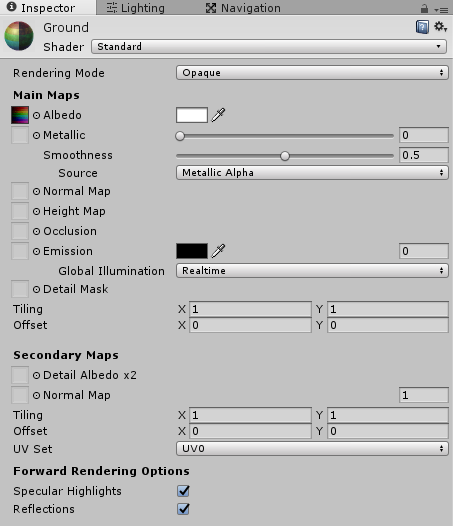 Inspector Lighting Navigation
Ground
Shader Standard
Rendering Mode Opaque
Main Maps
Albedo
Metallic 0
Smoothness 0.5
Source Metallic Alpha
Normal Map
Height Map
Occlusion
Emission 0
Global Illumination Realtime
Detail Mask
Tiling X 1 Y 1
Offset X 0 Y 0
Secondary Maps
Detail Albedo x2
Normal Map 1
Tiling X 1 Y 1
Offset X 0 Y 0
UV Set UV0
Forward Rendering Options
Specular Highlights
Reflections